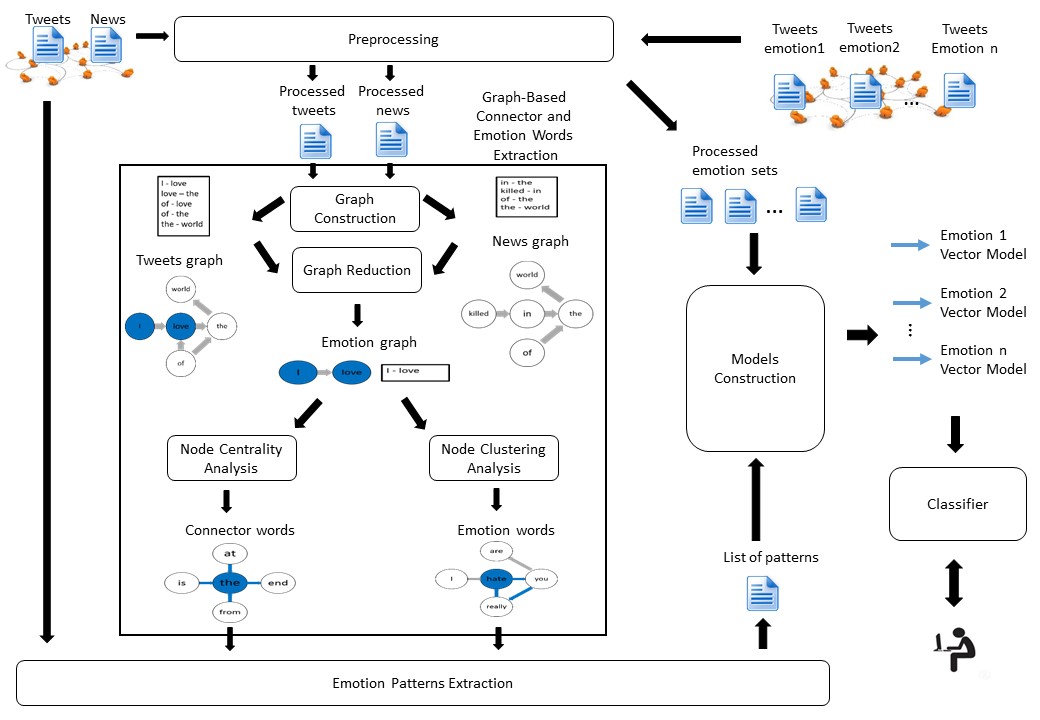 Tweets
News
Preprocessing
Tweets
emotion1
Tweets
emotion2
Tweets
Emotion n
...
Processed
tweets
Processed
news
Graph-Based
Connector and
Emotion Words
Extraction
Processed
emotion sets
...
I - love
love – the
of - love
of - the
the - world
Graph
Construction
in - the
killed - in
of - the
the - world
Tweets graph
world
I
love
the
of
Graph Reduction
News graph
world
killed
in
the
of
Emotion graph
I
love
I - love
Node Centrality
Analysis
Node Clustering
Analysis
Connector words
at
is
the
end
from
Emotion words
are
I
hate
you
really
Models
Construction
Emotion 1
Vector Model
Emotion 2
Vector Model
...
Emotion n
Vector Model
Classifier
List of patterns
Emotion Patterns Extraction